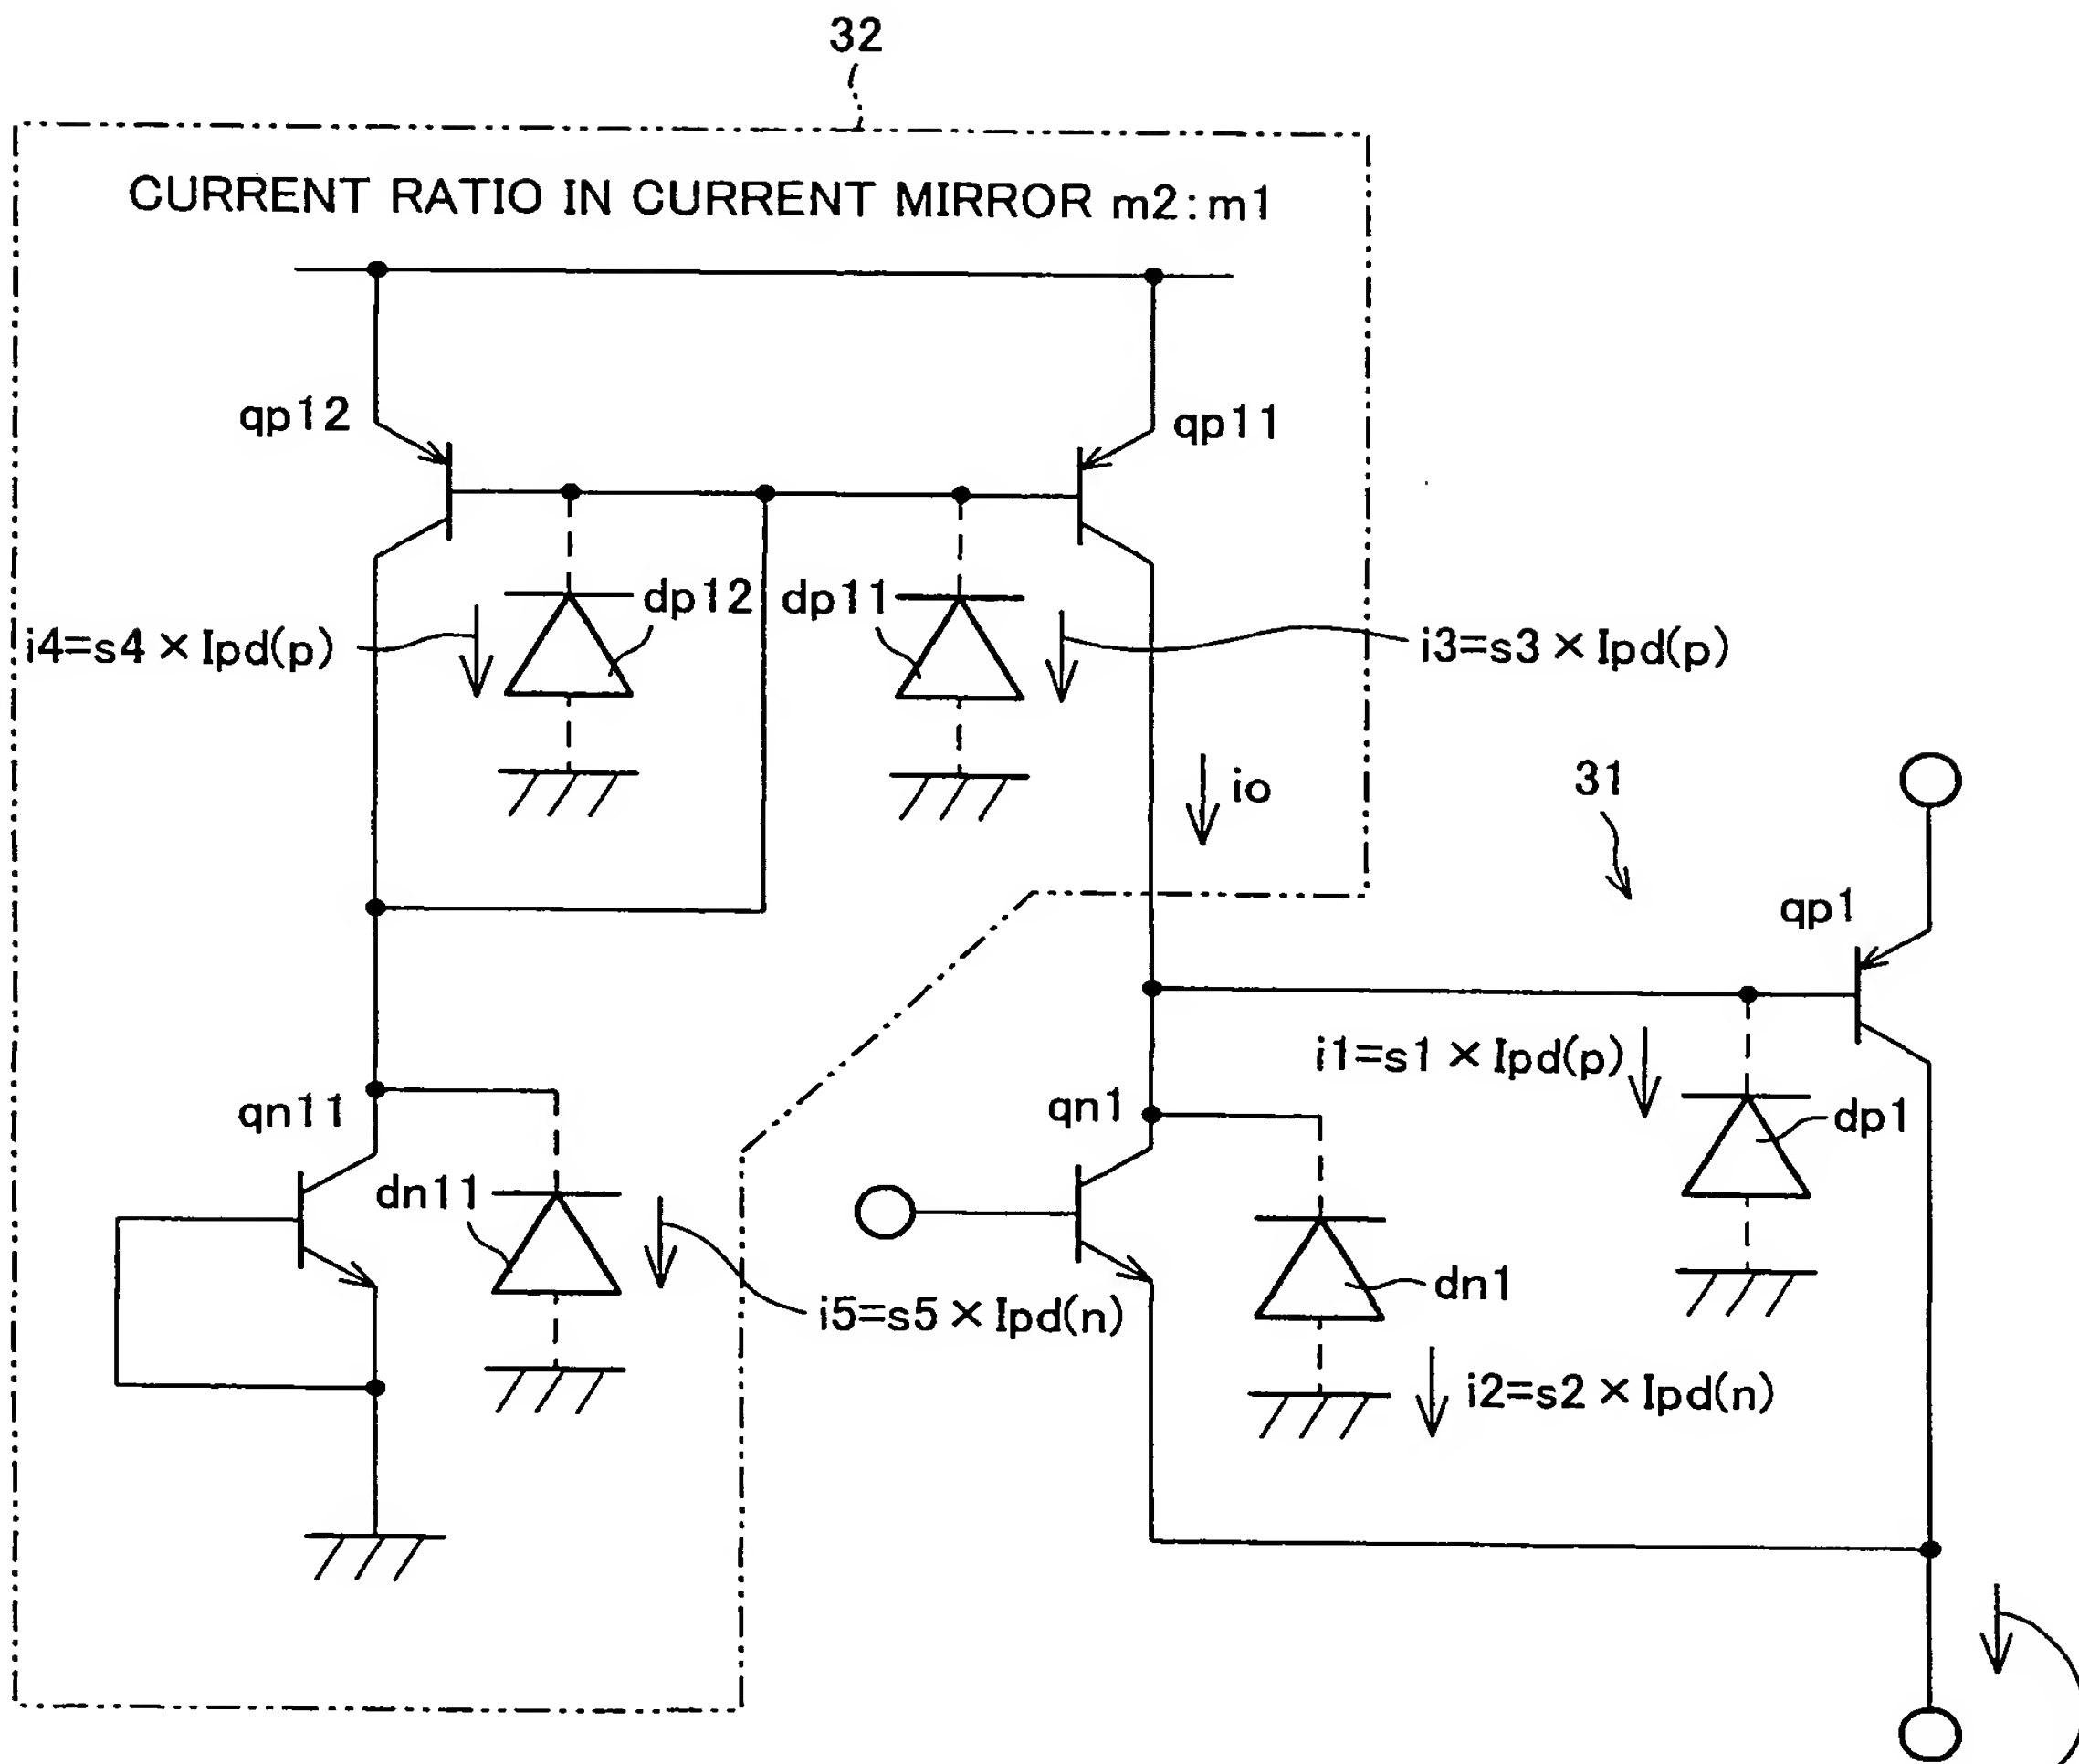 32
CURRENT RATIO IN CURRENT MIRROR m2:m1
qp12
qp11
dp12
dp11
i4=s4×Ipd(p)
i3=s3×Ipd(p)
io
31
qp1
i1=s1×Ipd(p)
qn11
qn1
dp1
dn11
dn1
i5=s5×Ipd(n)
i2=s2×Ipd(n)